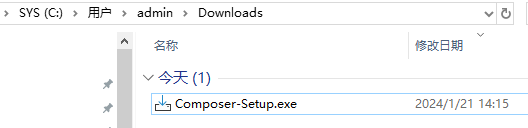 SYS (C:) > 用户 > admin > Downloads
名称 修改日期
今天 (1)
Composer-Setup.exe 2024/1/21 14:15